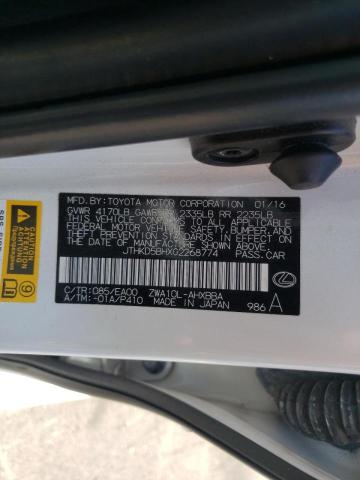 MFD. BY: TOYOTA MOTOR CORPORATION 01/16
GVWR 4170LB GAWR FR 2335LB RR 2235LB
THIS VEHICLE CONFORMS TO ALL APPLICABLE
FEDERAL MOTOR VEHICLE SAFETY, BUMPER, AND
THEFT PREVENTION STANDARDS IN EFFECT ON
THE DATE OF MANUFACTURE SHOWN ABOVE.
JTHKD5BHX02268774 PASS.CAR
C/TR: 085/EA00 ZWA10L-AHXBBA
A/TM: -01A/P410 MADE IN JAPAN
986 A